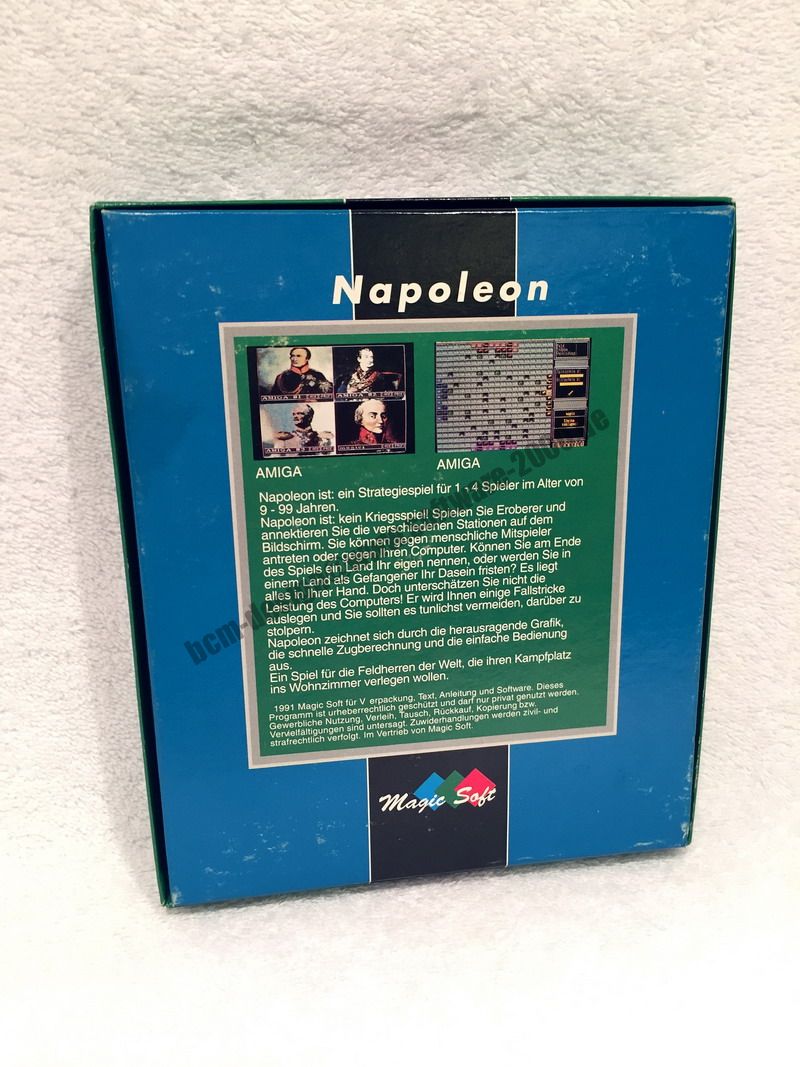 Napoleon
AMIGA #1
AMIGA #2
AMIGA #3
AMIGA
AMIGA
Napoleon ist: ein Strategiespiel für 1 - 4 Spieler im Alter von
9 - 99 Jahren.
Napoleon ist: kein Kriegsspiel! Spielen Sie Eroberer und
annektieren Sie die verschiedenen Stationen auf dem
Bildschirm. Sie können gegen menschliche Mitspieler
antreten oder gegen Ihren Computer. Können Sie am Ende
des Spiels ein Land Ihr eigen nennen, oder werden Sie in
einem Land als Gefangener Ihr Dasein fristen? Es liegt
alles in Ihrer Hand. Doch unterschätzen Sie nicht die
Leistung des Computers! Er wird Ihnen einige Fallstricke
auslegen und Sie sollten es tunlichst vermeiden, darüber zu
stolpern.
Napoleon zeichnet sich durch die herausragende Grafik,
die schnelle Zugberechnung und die einfache Bedienung
aus.
Ein Spiel für die Feldherren der Welt, die ihren Kampfplatz
ins Wohnzimmer verlegen wollen.
1991 Magic Soft für V erpackung, Text, Anleitung und Software. Dieses
Programm ist urheberrechtlich geschützt und darf nur privat genutzt werden.
Gewerbliche Nutzung, Verleih, Tausch, Rückkauf, Kopierung bzw.
Vervielfältigungen sind untersagt. Zuwiderhandlungen werden zivil- und
strafrechtlich verfolgt. Im Vertrieb von Magic Soft.
Magic Soft